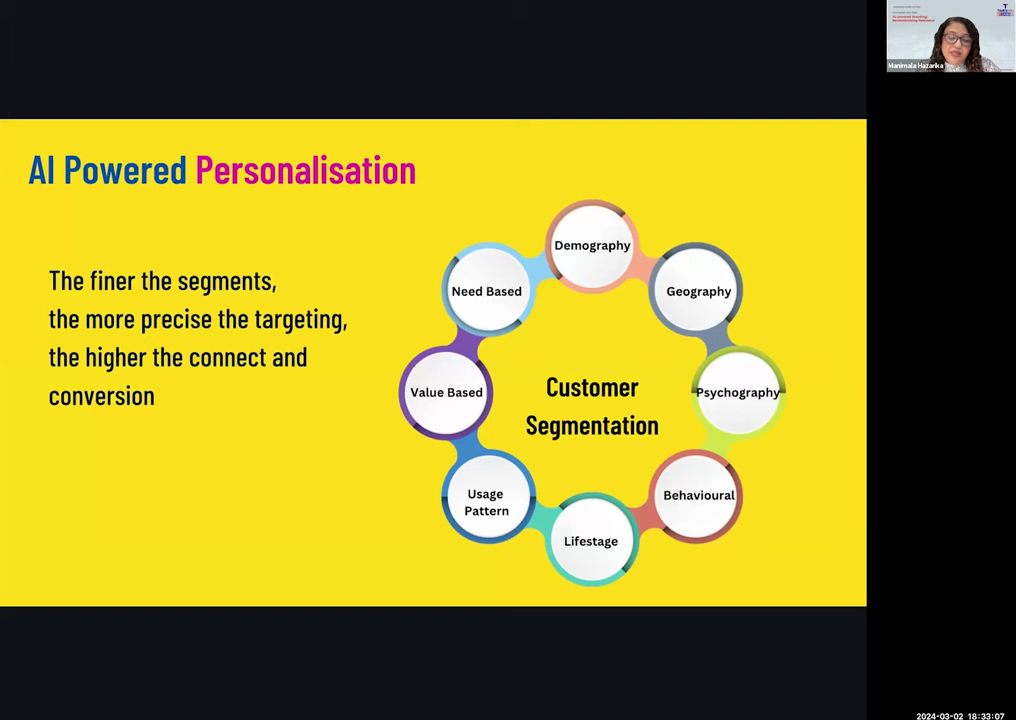 AI Powered Personalisation
The finer the segments,
the more precise the targeting,
the higher the connect and
conversion
Demography
Need Based
Geography
Value Based
Customer
Segmentation
Psychography
Usage
Pattern
Behavioural
Lifestage
Manimala Hazarika
2024-03-02 18:33:07